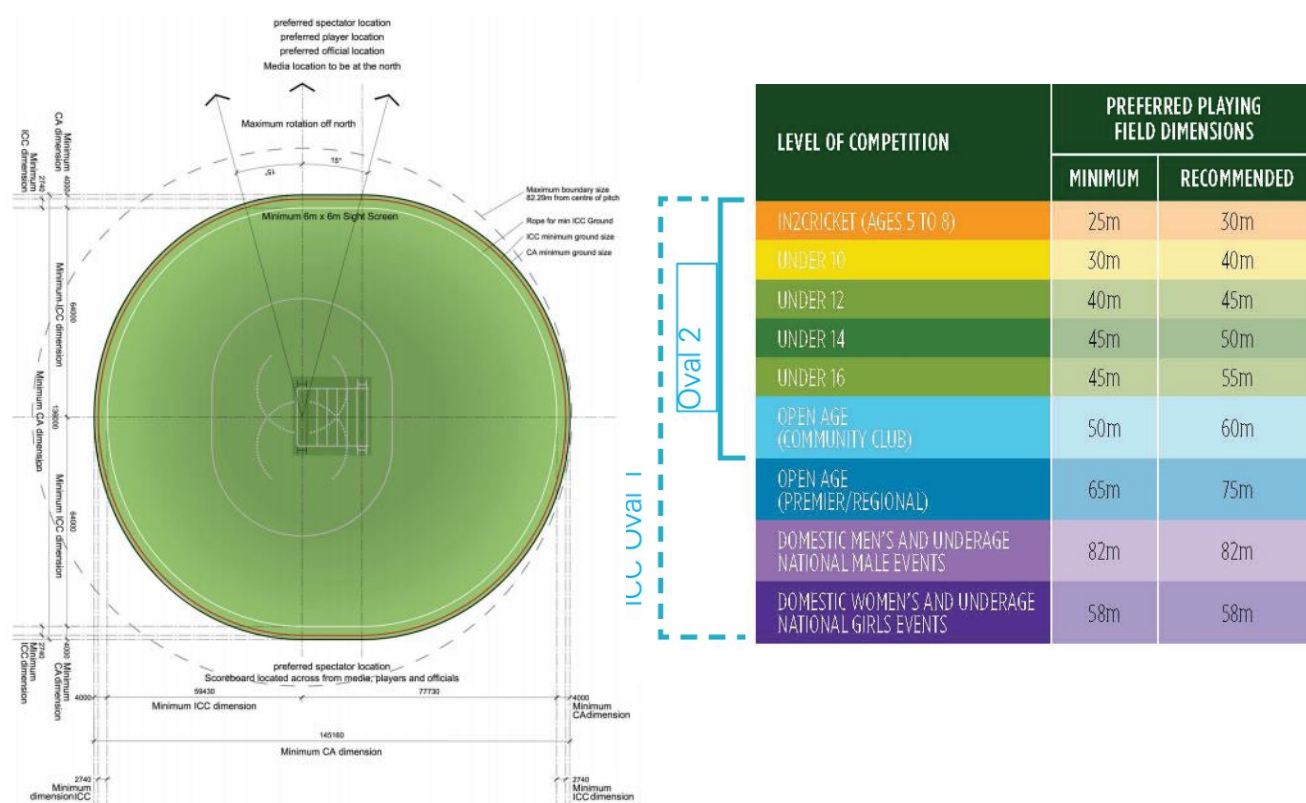 preferred spectator location
preferred player location
preferred official location
Media location to be at the north
Maximum rotation off north
15°
15°
Minimum 6m x 6m Sight Screen
Maximum boundary size
82.29m from centre of pitch
Rope for min ICC Ground
ICC minimum ground size
CA minimum ground size
Minimum
CA dimension
4000
Minimum
ICC dimension
2740
Minimum ICC dimension
64000
Minimum CA dimension
136000
Minimum ICC dimension
64000
2740
Minimum
ICC dimension
4000
Minimum
CA dimension
preferred spectator location
Scoreboard located across from media, players and officials
4000
59430
77730
4000
Minimum ICC dimension
Minimum
CA dimension
145160
Minimum CA dimension
2740
Minimum
dimension ICC
2740
Minimum
ICC dimension
ICC Oval 1
Oval 2
LEVEL OF COMPETITION
PREFERRED PLAYING
FIELD DIMENSIONS
MINIMUM RECOMMENDED
IN2CRICKET (AGES 5 TO 8) 25m 30m
UNDER 10 30m 40m
UNDER 12 40m 45m
UNDER 14 45m 50m
UNDER 16 45m 55m
OPEN AGE
(COMMUNITY CLUB) 50m 60m
OPEN AGE
(PREMIER/REGIONAL) 65m 75m
DOMESTIC MEN'S AND UNDERAGE
NATIONAL MALE EVENTS 82m 82m
DOMESTIC WOMEN'S AND UNDERAGE
NATIONAL GIRLS EVENTS 58m 58m